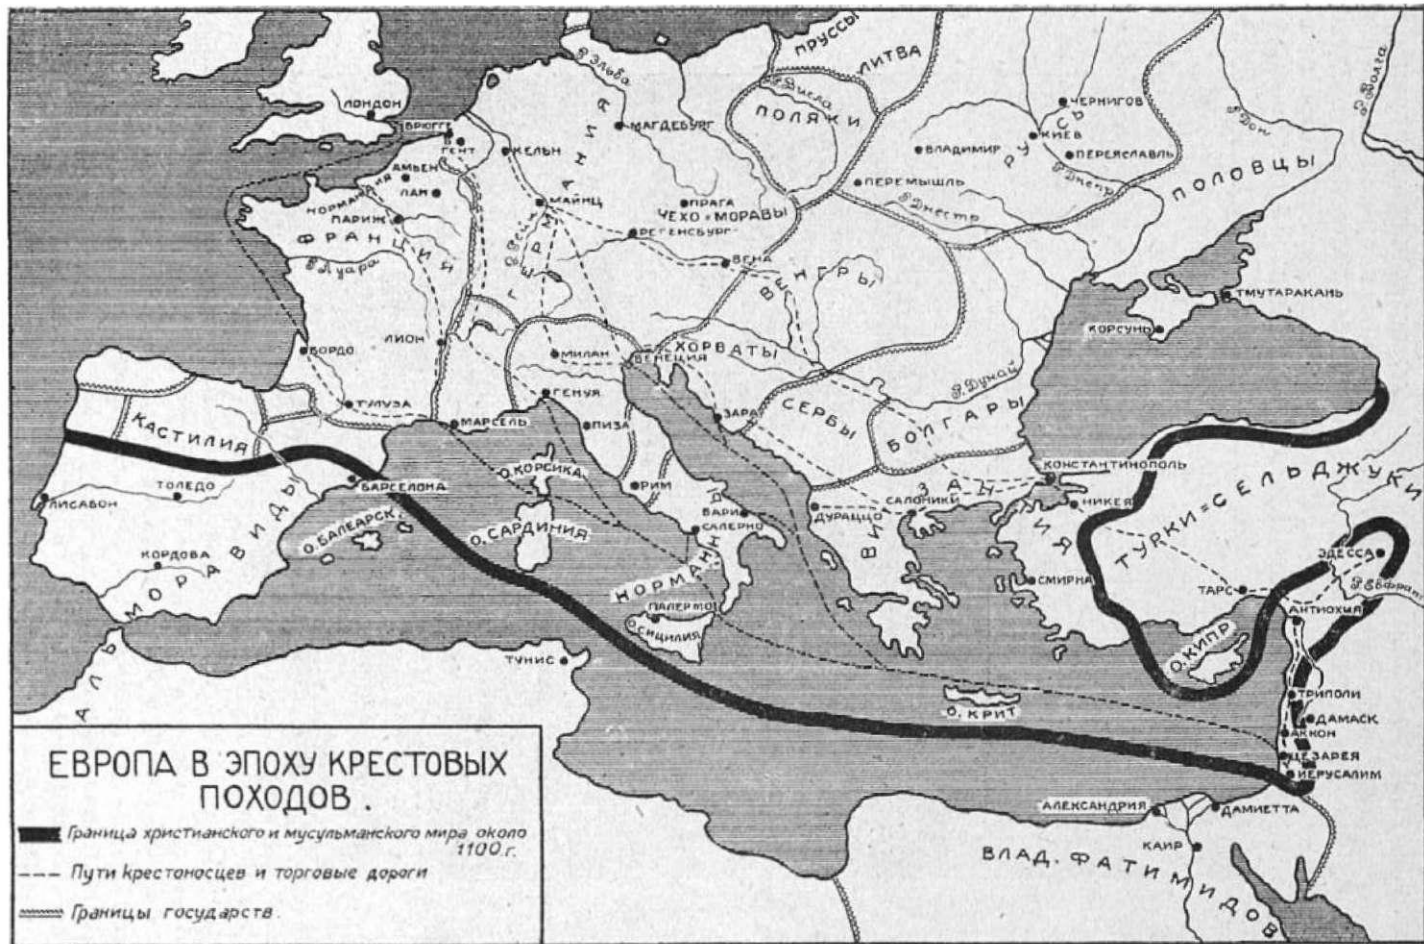 ПРУССЫ
ЛИТВА
Р. Эльба
Р. Висла
Р. Волга
ПОЛЯКИ
ЧЕРНИГОВ
Р. Дон
ЛОНДОН
БРЮГГЕ
ГЕНТ
МАГДЕБУРГ
КЕЛЬН
ГЕРМАНИЯ
ВЛАДИМИР
РУСЬ
КИЕВ
ПЕРЕЯСЛАВЛЬ
Р. Днепр
ПОЛОВЦЫ
АМЬЕН
ЛАН
НОРМАНДИЯ
ПАРИЖ
ФРАНЦИЯ
МАЙНЦ
ПРАГА
ЧЕХО=МОРАВЫ
РЕГЕНСБУРГ
ПЕРЕМЫШЛЬ
Р. Днестр
Р. Луара
ВЕНА
ВЕНГРЫ
ТМУТАРАКАНЬ
КОРСУНЬ
БОРДО
ЛИОН
МИЛАН
ВЕНЕЦИЯ
ХОРВАТЫ
Р. Дунай
ТУЛУЗА
МАРСЕЛЬ
ГЕНУЯ
ПИЗА
ЗАРА
СЕРБЫ
БОЛГАРЫ
КАСТИЛИЯ
ЛИСАБОН
ТОЛЕДО
БАРСЕЛОНА
О. КОРСИКА
РИМ
КОНСТАНТИНОПОЛЬ
НИКЕЯ
ТУРКИ=СЕЛЬДЖУКИ
О. БАЛЕАРСК.
О. САРДИНИЯ
БАРИ
САЛЕРНО
ДУРАЦЦО
САЛОНИКИ
ВИЗАНТИЯ
КОРДОВА
АЛЬМОРАВИДЫ
НОРМАННЫ
СМИРНА
ТАРС
ЭДЕССА
Р. Евфрат
АНТИОХИЯ
ПАЛЕРМО
О. СИЦИЛИЯ
О. КИПР
ТУНИС
О. КРИТ
ТРИПОЛИ
ДАМАСК
АККОН
ЦЕЗАРЕЯ
ИЕРУСАЛИМ
АЛЕКСАНДРИЯ
ДАМИЕТТА
КАИР
ВЛАД. ФАТИМИДОВ
ЕВРОПА В ЭПОХУ КРЕСТОВЫХ
ПОХОДОВ.
Граница христианского и мусульманского мира около
1100 г.
Пути крестоносцев и торговые дороги
Границы государств.